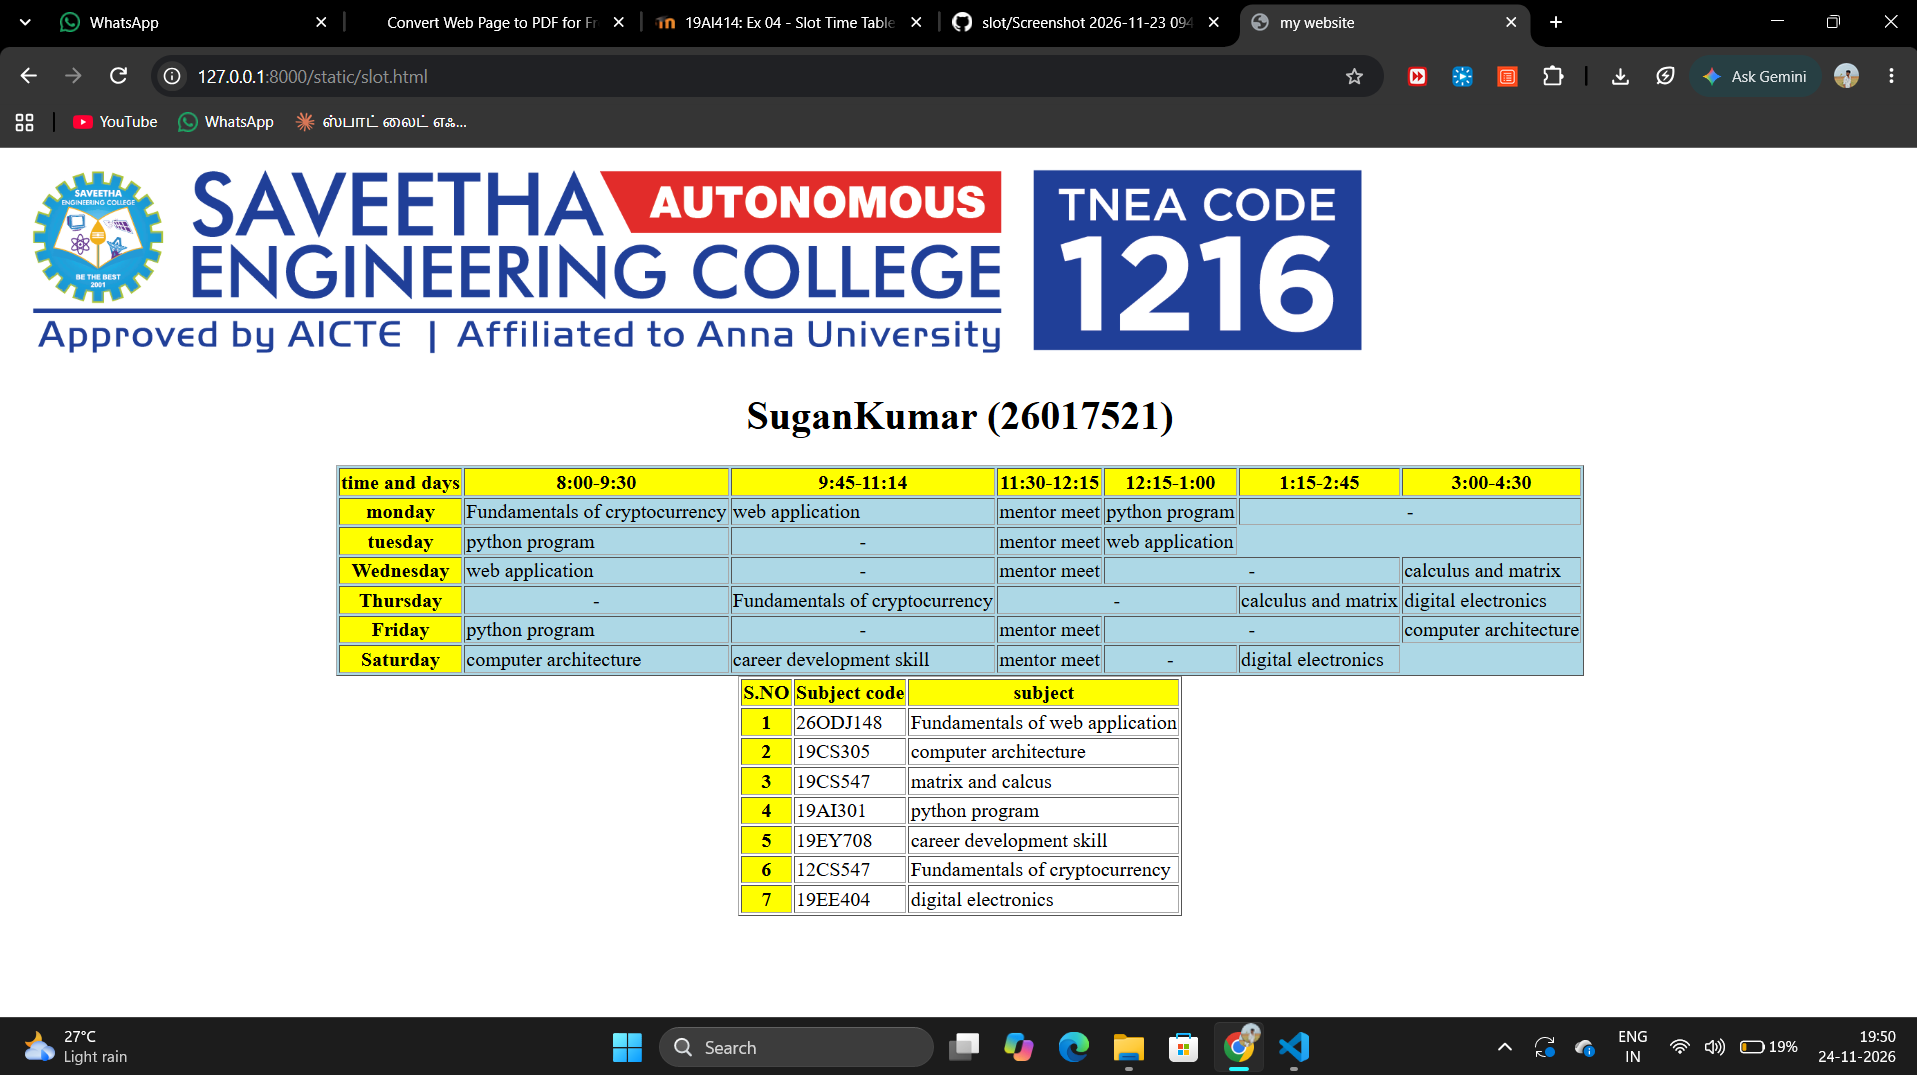 WhatsApp
Convert Web Page to PDF for Fr
19AI414: Ex 04 - Slot Time Table
slot/Screenshot 2026-11-23 094
my website
127.0.0.1:8000/static/slot.html
Ask Gemini
YouTube
WhatsApp
ஸ்பாட் லைட் எஃ...
SAVEETHA
ENGINEERING COLLEGE
BE THE BEST
2001
SAVEETHA AUTONOMOUS
ENGINEERING COLLEGE
Approved by AICTE | Affiliated to Anna University
TNEA CODE
1216
SuganKumar (26017521)
time and days 8:00-9:30 9:45-11:14 11:30-12:15 12:15-1:00 1:15-2:45 3:00-4:30
monday Fundamentals of cryptocurrency web application mentor meet python program -
tuesday python program - mentor meet web application
Wednesday web application - mentor meet - calculus and matrix
Thursday - Fundamentals of cryptocurrency - calculus and matrix digital electronics
Friday python program - mentor meet - computer architecture
Saturday computer architecture career development skill mentor meet - digital electronics
S.NO Subject code subject
1 26ODJ148 Fundamentals of web application
2 19CS305 computer architecture
3 19CS547 matrix and calcus
4 19AI301 python program
5 19EY708 career development skill
6 12CS547 Fundamentals of cryptocurrency
7 19EE404 digital electronics
27°C
Light rain
Search
ENG
IN
19%
19:50
24-11-2026